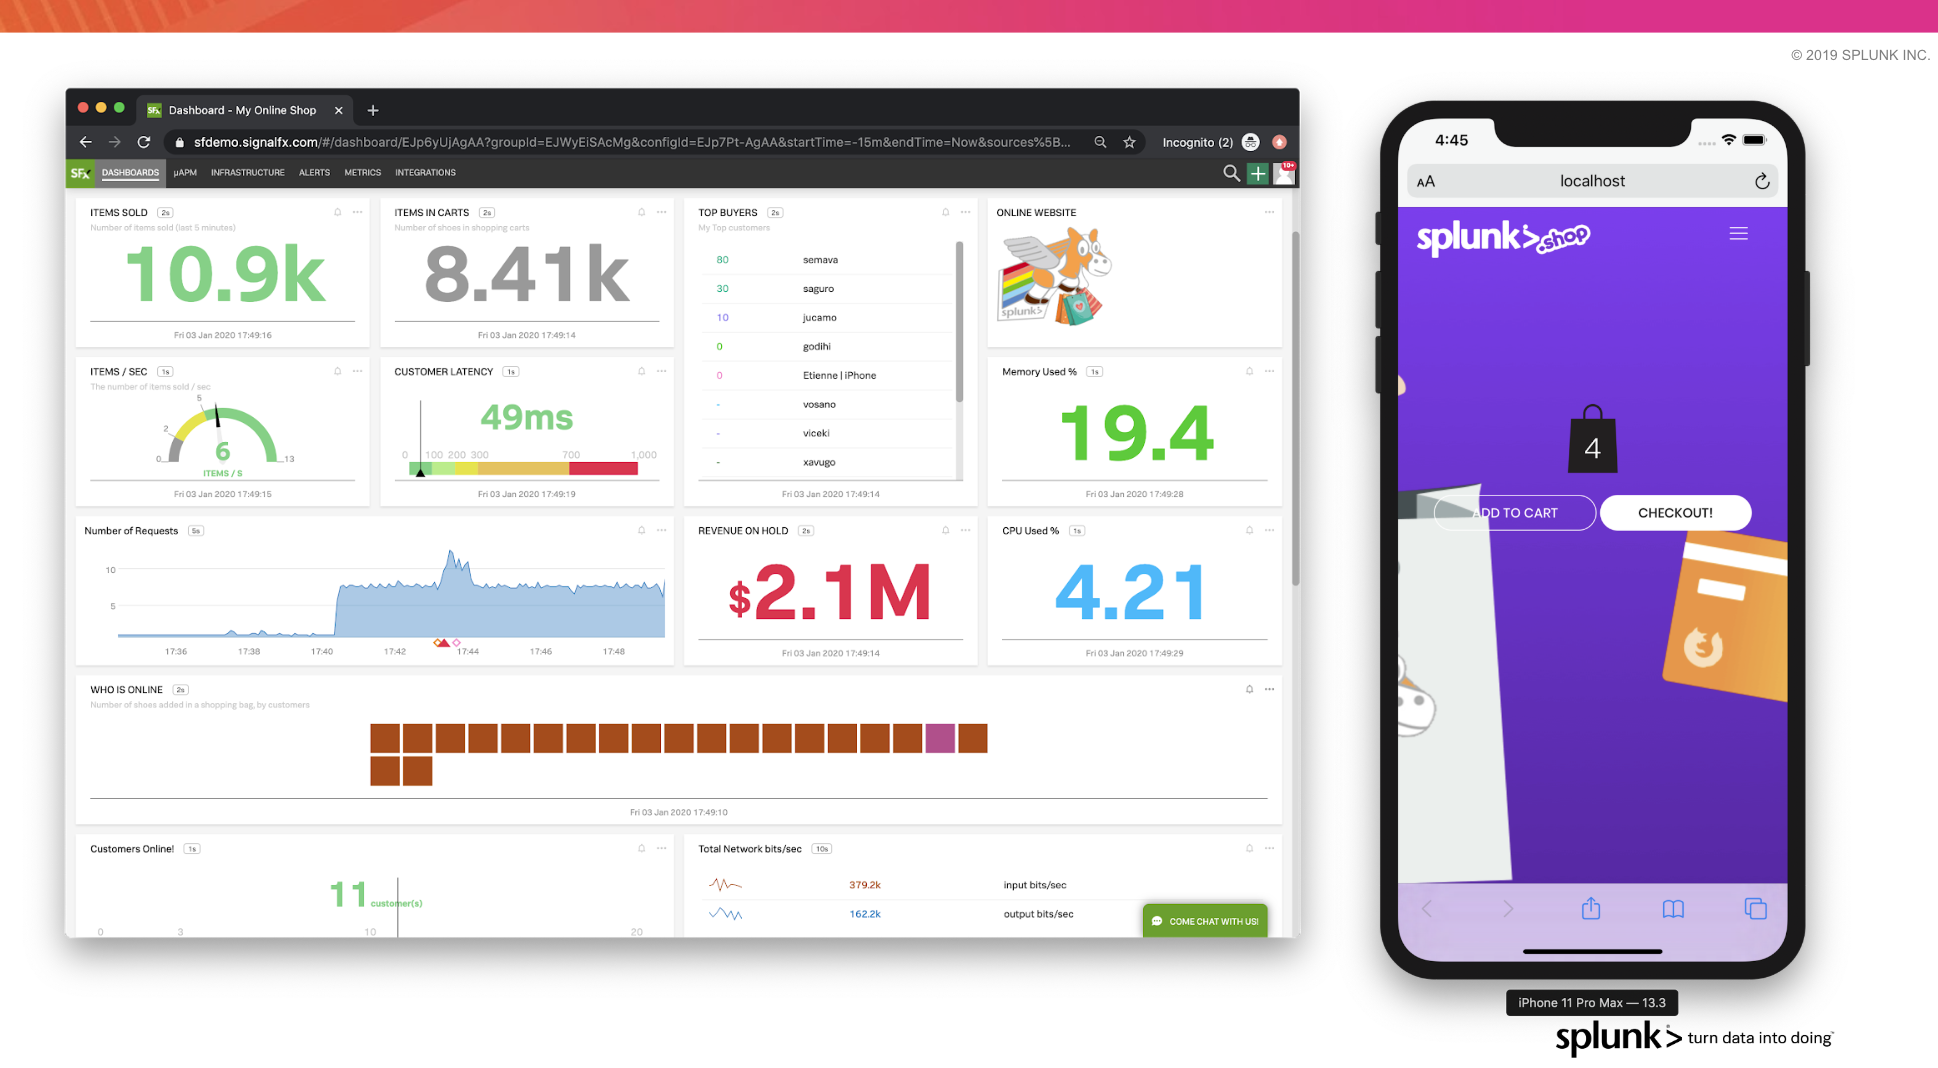 © 2019 SPLUNK INC.
SFx Dashboard - My Online Shop
sfdemo.signalfx.com/#/dashboard/EJp6yUjAgAA?groupId=EJWyEiSAcMg&configId=EJp7Pt-AgAA&startTime=-15m&endTime=Now&sources%5B...
Incognito (2)
SFx DASHBOARDS µAPM INFRASTRUCTURE ALERTS METRICS INTEGRATIONS
10+
ITEMS SOLD 2s
Number of items sold (last 5 minutes)
10.9k
Fri 03 Jan 2020 17:49:16
ITEMS IN CARTS 2s
Number of shoes in shopping carts
8.41k
Fri 03 Jan 2020 17:49:14
TOP BUYERS 2s
My Top customers
80 semava
30 saguro
10 jucamo
0 godihi
0 Etienne | iPhone
- vosano
- viceki
- xavugo
Fri 03 Jan 2020 17:49:14
ONLINE WEBSITE
splunk>
ITEMS / SEC 1s
The number of items sold / sec
0 2 5 13
6
ITEMS / S
Fri 03 Jan 2020 17:49:15
CUSTOMER LATENCY 1s
49ms
0 100 200 300 700 1,000
Fri 03 Jan 2020 17:49:19
Memory Used % 1s
19.4
Fri 03 Jan 2020 17:49:28
Number of Requests 5s
10
5
17:36 17:38 17:40 17:42 17:44 17:46 17:48
REVENUE ON HOLD 2s
$2.1M
Fri 03 Jan 2020 17:49:14
CPU Used % 1s
4.21
Fri 03 Jan 2020 17:49:29
WHO IS ONLINE 2s
Number of shoes added in a shopping bag, by customers
Fri 03 Jan 2020 17:49:10
Customers Online! 1s
11 customer(s)
0 3 10 20
Total Network bits/sec 10s
379.2k input bits/sec
162.2k output bits/sec
COME CHAT WITH US!
4:45
AA localhost
splunk>.shop
4
ADD TO CART CHECKOUT!
iPhone 11 Pro Max — 13.3
splunk> turn data into doing™